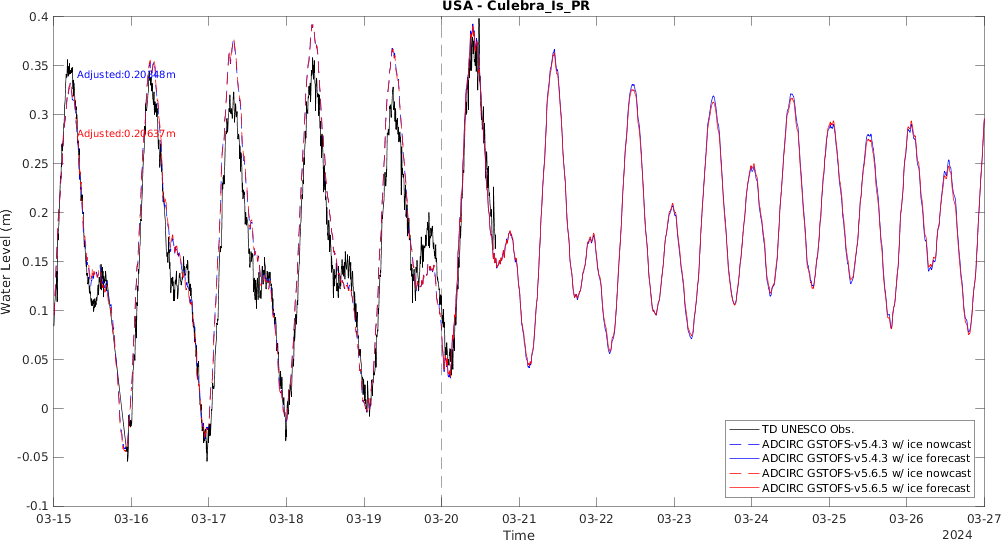 USA - Culebra_Is_PR
0.4
0.35
0.3
0.25
0.2
0.15
0.1
0.05
0
-0.05
-0.1
Water Level (m)
Adjusted:0.20637m
TD UNESCO Obs.
ADCIRC GSTOFS-v5.4.3 w/ ice nowcast
ADCIRC GSTOFS-v5.4.3 w/ ice forecast
ADCIRC GSTOFS-v5.6.5 w/ ice nowcast
ADCIRC GSTOFS-v5.6.5 w/ ice forecast
03-15 03-16 03-17 03-18 03-19 03-20 03-21 03-22 03-23 03-24 03-25 03-26 03-27
Time
2024